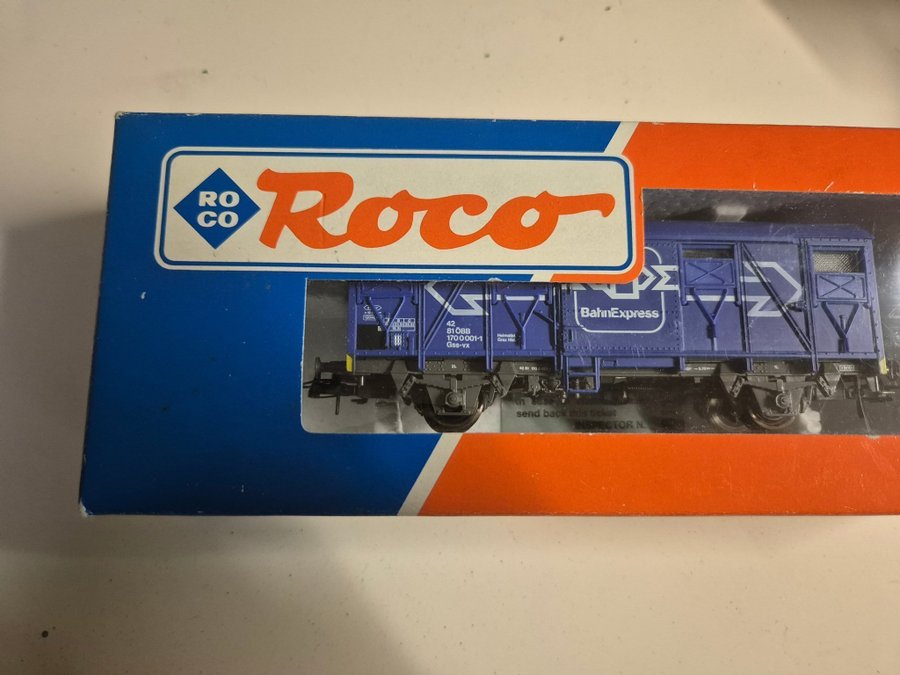 RO
CO
Roco
BahnExpress
42
81 ÖBB
170 0 001-1
Gss-vx
send back this ticket
INSPECTOR N.